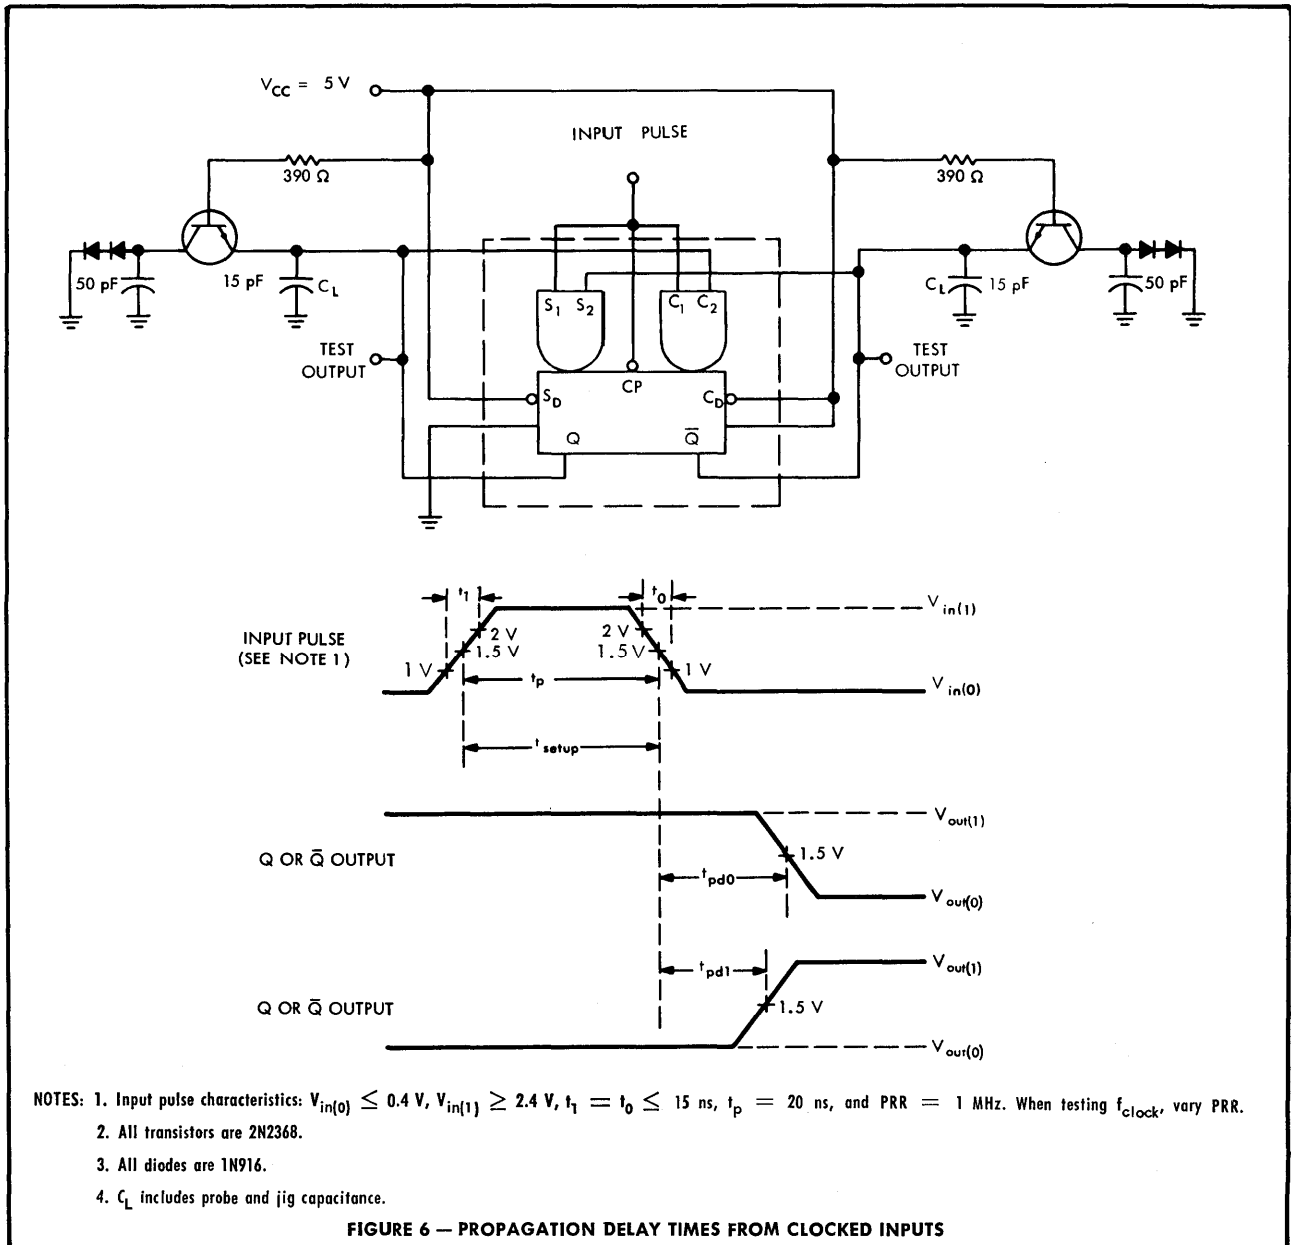 V_CC = 5 V
INPUT PULSE
390 Ω
390 Ω
50 pF
15 pF
C_L
S_1 S_2
C_1 C_2
C_L
15 pF
50 pF
TEST
OUTPUT
TEST
OUTPUT
CP
S_D
C_D
Q
Q̅
t_1
t_0
V_in(1)
INPUT PULSE
(SEE NOTE 1)
2 V
1.5 V
1 V
2 V
1.5 V
1 V
t_p
V_in(0)
t_setup
V_out(1)
Q OR Q̅ OUTPUT
1.5 V
t_pd0
V_out(0)
t_pd1
V_out(1)
Q OR Q̅ OUTPUT
1.5 V
V_out(0)
NOTES: 1. Input pulse characteristics: V_in(0) ≤ 0.4 V, V_in(1) ≥ 2.4 V, t_1 = t_0 ≤ 15 ns, t_p = 20 ns, and PRR = 1 MHz. When testing f_clock, vary PRR.
2. All transistors are 2N2368.
3. All diodes are 1N916.
4. C_L includes probe and jig capacitance.
FIGURE 6 — PROPAGATION DELAY TIMES FROM CLOCKED INPUTS